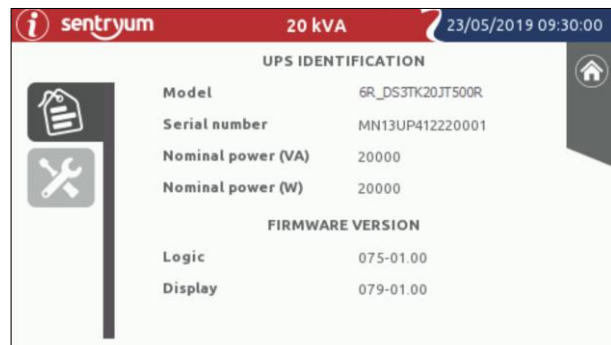 i sentryum 20 kVA 23/05/2019 09:30:00
UPS IDENTIFICATION
Model 6R_DS3TK20JT500R
Serial number MN13UP412220001
Nominal power (VA) 20000
Nominal power (W) 20000
FIRMWARE VERSION
Logic 075-01.00
Display 079-01.00